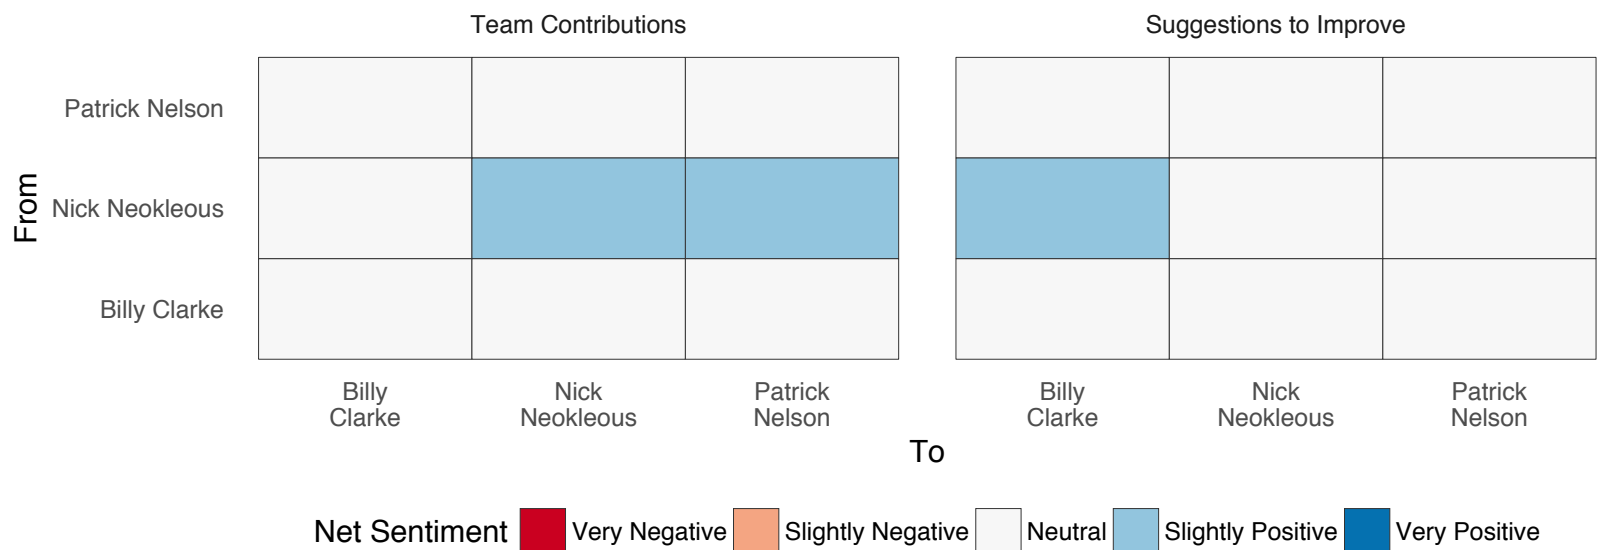 Team Contributions
Suggestions to Improve
From
Patrick Nelson
Nick Neokleous
Billy Clarke
Billy
Clarke
Nick
Neokleous
Patrick
Nelson
Billy
Clarke
Nick
Neokleous
Patrick
Nelson
To
Net Sentiment Very Negative Slightly Negative Neutral Slightly Positive Very Positive